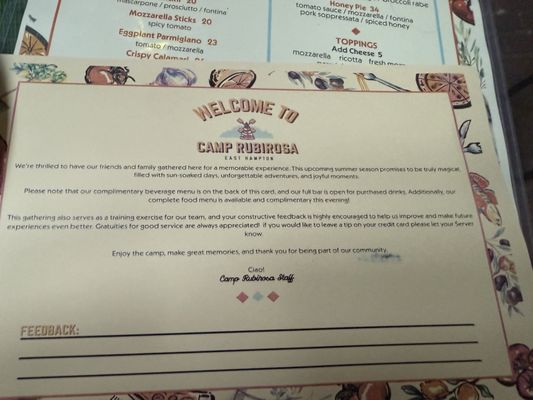 mascarpone / prosciutto / fontina
Mozzarella Sticks 20
spicy tomato
Eggplant Parmigiano 23
tomato / mozzarella
Crispy Calamari
Honey Pie 34
tomato sauce / mozzarella / fontina
pork soppressata / spiced honey
TOPPINGS
Add Cheese 5
mozzarella ricotta fresh
WELCOME TO
CAMP RUBIROSA
EAST HAMPTON
We're thrilled to have our friends and family gathered here for a memorable experience. This upcoming summer season promises to be truly magical,
filled with sun-soaked days, unforgettable adventures, and joyful moments.
Please note that our complimentary beverage menu is on the back of this card, and our full bar is open for purchased drinks. Additionally, our
complete food menu is available and complimentary this evening!
This gathering also serves as a training exercise for our team, and your constructive feedback is highly encouraged to help us improve and make future
experiences even better. Gratuities for good service are always appreciated! if you would like to leave a tip on your credit card please let your Server
know.
Enjoy the camp, make great memories, and thank you for being part of our community.
Ciao!
Camp Rubirosa Staff
FEEDBACK: